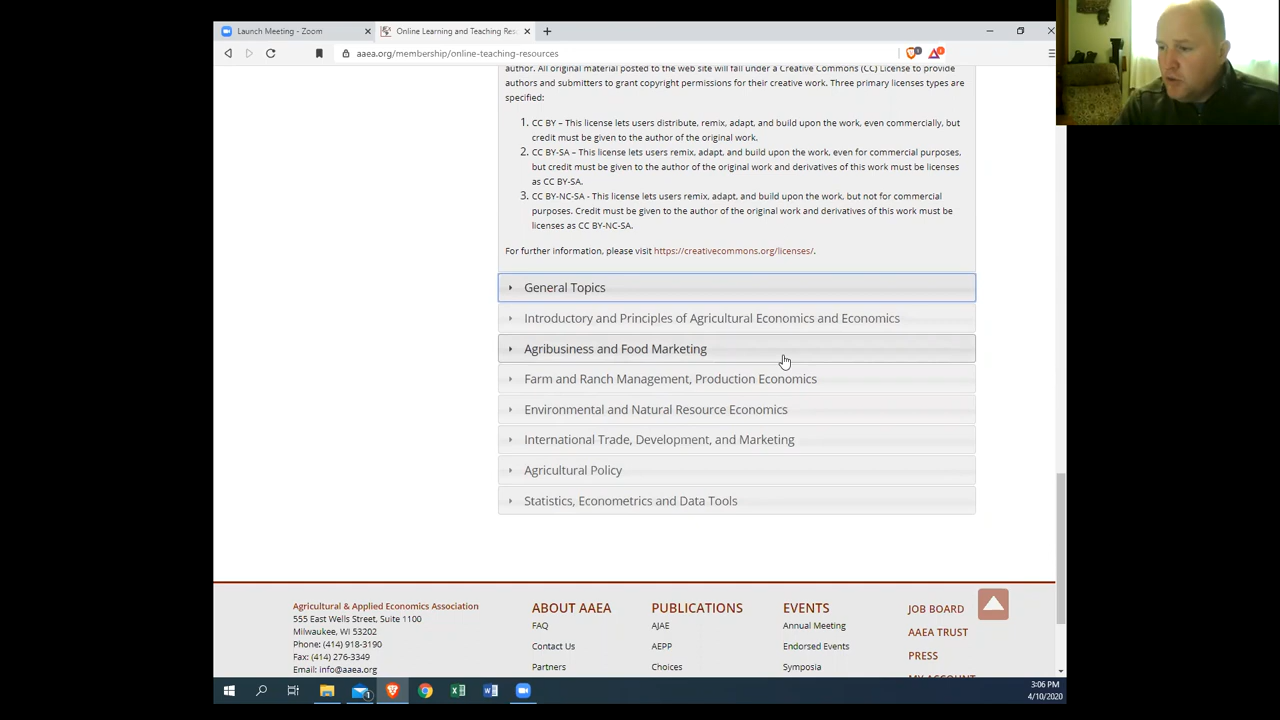 Launch Meeting - Zoom
Online Learning and Teaching Res
aaea.org/membership/online-teaching-resources
author. All original material posted to the web site will fall under a Creative Commons (CC) License to provide
authors and submitters to grant copyright permissions for their creative work. Three primary licenses types are
specified:
1. CC BY – This license lets users distribute, remix, adapt, and build upon the work, even commercially, but
credit must be given to the author of the original work.
2. CC BY-SA – This license lets users remix, adapt, and build upon the work, even for commercial purposes,
but credit must be given to the author of the original work and derivatives of this work must be licenses
as CC BY-SA.
3. CC BY-NC-SA - This license lets users remix, adapt, and build upon the work, but not for commercial
purposes. Credit must be given to the author of the original work and derivatives of this work must be
licenses as CC BY-NC-SA.
For further information, please visit https://creativecommons.org/licenses/.
General Topics
Introductory and Principles of Agricultural Economics and Economics
Agribusiness and Food Marketing
Farm and Ranch Management, Production Economics
Environmental and Natural Resource Economics
International Trade, Development, and Marketing
Agricultural Policy
Statistics, Econometrics and Data Tools
Agricultural & Applied Economics Association
555 East Wells Street, Suite 1100
Milwaukee, WI 53202
Phone: (414) 918-3190
Fax: (414) 276-3349
Email: info@aaea.org
ABOUT AAEA
FAQ
Contact Us
Partners
PUBLICATIONS
AJAE
AEPP
Choices
EVENTS
Annual Meeting
Endorsed Events
Symposia
JOB BOARD
AAEA TRUST
PRESS
MY ACCOUNT
3:06 PM
4/10/2020